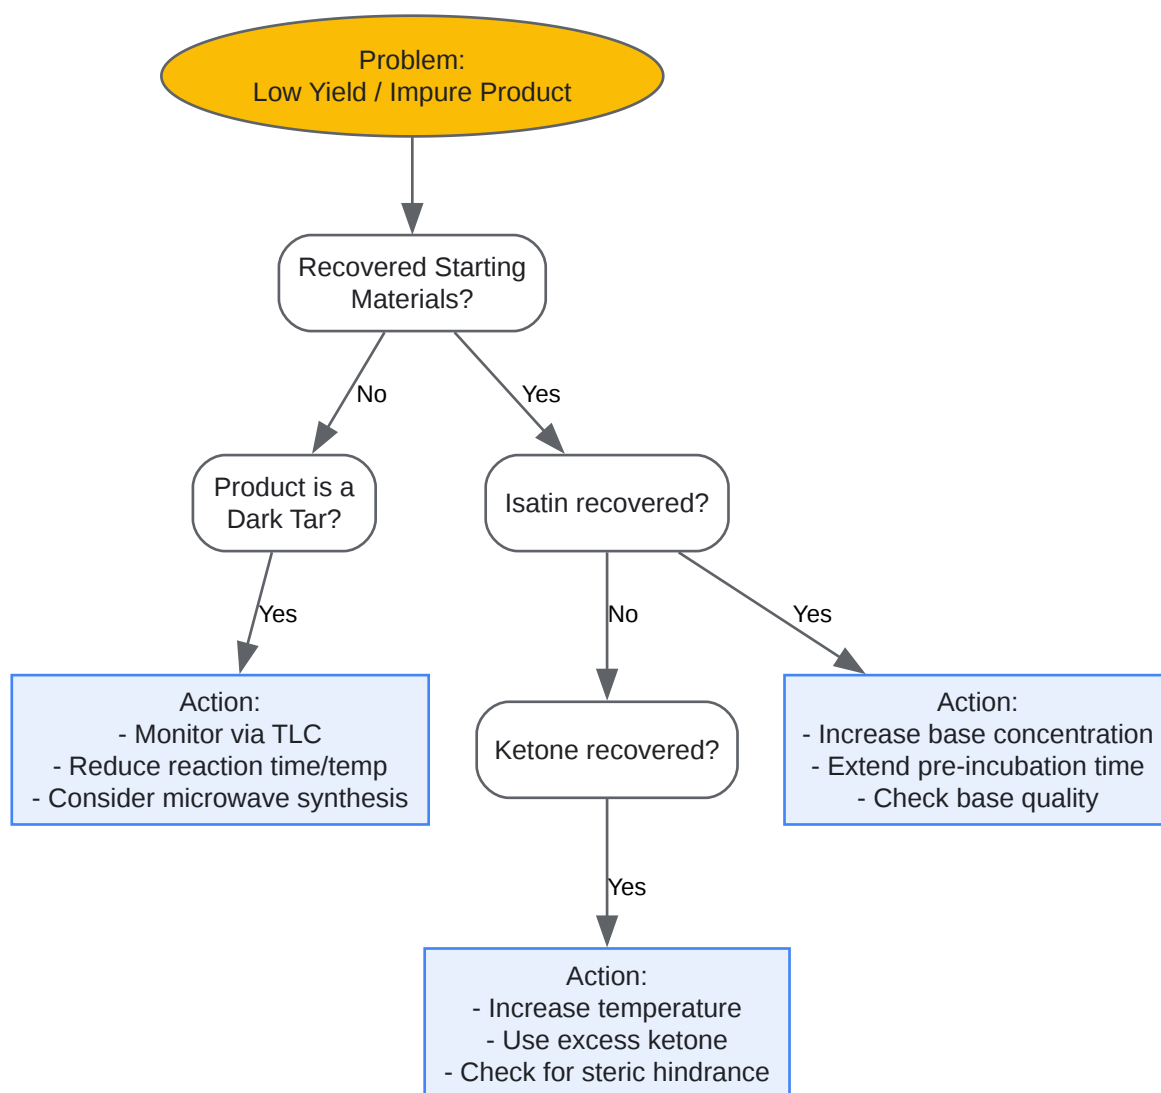 Problem:
Low Yield / Impure Product
Recovered Starting
Materials?
No
Yes
Product is a
Dark Tar?
Isatin recovered?
Yes
No
Yes
Action:
- Monitor via TLC
- Reduce reaction time/temp
- Consider microwave synthesis
Ketone recovered?
Action:
- Increase base concentration
- Extend pre-incubation time
- Check base quality
Yes
Action:
- Increase temperature
- Use excess ketone
- Check for steric hindrance